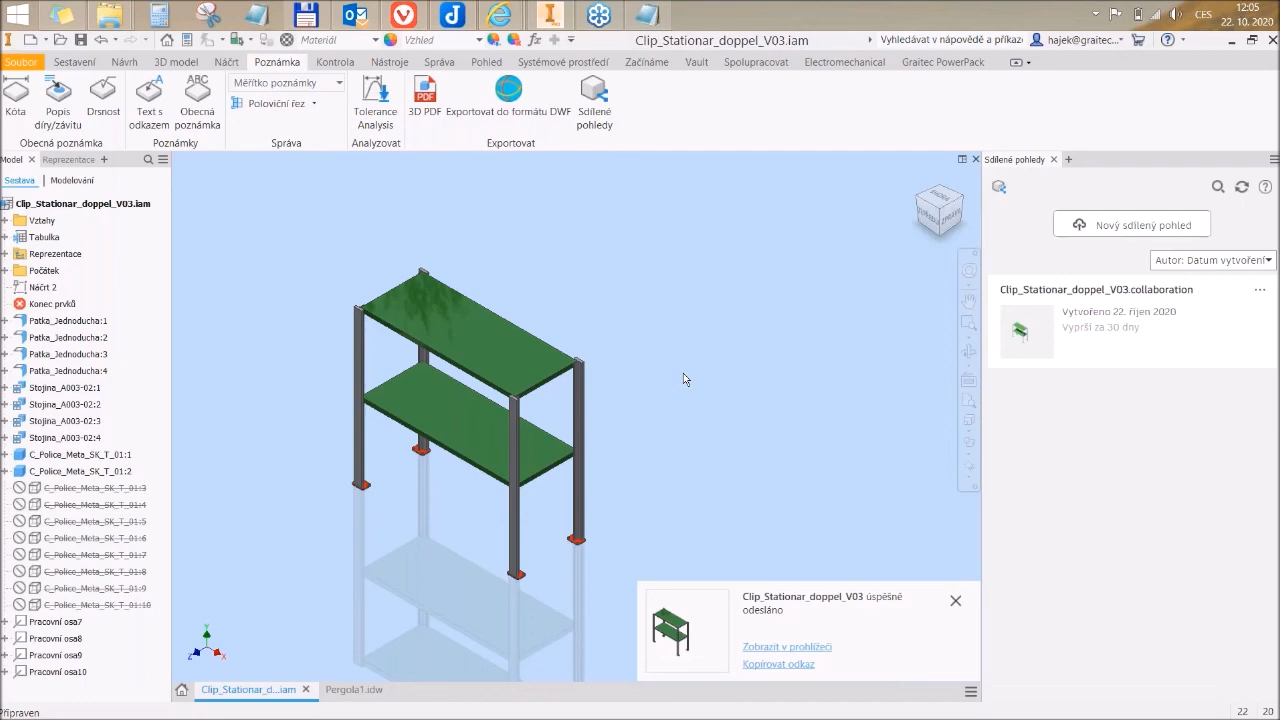 12:05
CES
22. 10. 2020
Materiál
Vzhled
Clip_Stationar_doppel_V03.iam
Vyhledávat v nápovědě a příkaz
hajek@graitec...
Soubor
Sestavení
Návrh
3D model
Náčrt
Poznámky
Kontrola
Nástroje
Správa
Pohled
Systémové prostředí
Začínáme
Vault
Spolupracovat
Electromechanical
Graitec PowerPack
Kóta
Popis
díry/závitu
Drsnost
Obecná poznámka
Text s
odkazem
Obecná
poznámka
Poznámky
Měřítko poznámky
Poloviční řez
Správa
Tolerance
Analysis
Analyzovat
3D PDF
Exportovat do formátu DWF
Sdílené
pohledy
Exportovat
Model
Reprezentace
Sestava
Modelování
Clip_Stationar_doppel_V03.iam
Vztahy
Tabulka
Reprezentace
Počátek
Náčrt 2
Konec prvků
Patka_Jednoducha:1
Patka_Jednoducha:2
Patka_Jednoducha:3
Patka_Jednoducha:4
Stojina_A003-02:1
Stojina_A003-02:2
Stojina_A003-02:3
Stojina_A003-02:4
C_Police_Meta_SK_T_01:1
C_Police_Meta_SK_T_01:2
C_Police_Meta_SK_T_01:3
C_Police_Meta_SK_T_01:4
C_Police_Meta_SK_T_01:5
C_Police_Meta_SK_T_01:6
C_Police_Meta_SK_T_01:7
C_Police_Meta_SK_T_01:8
C_Police_Meta_SK_T_01:9
C_Police_Meta_SK_T_01:10
Pracovní osa7
Pracovní osa8
Pracovní osa9
Pracovní osa10
Y
Z
X
Sdílené pohledy
Nový sdílený pohled
Autor: Datum vytvoření
Clip_Stationar_doppel_V03.collaboration
Vytvořeno 22. říjen 2020
Vyprší za 30 dny
Clip_Stationar_doppel_V03 úspěšně
odesláno
Zobrazit v prohlížeči
Kopírovat odkaz
Clip_Stationar_d...iam
Pergola1.idw
Připraven
22
20